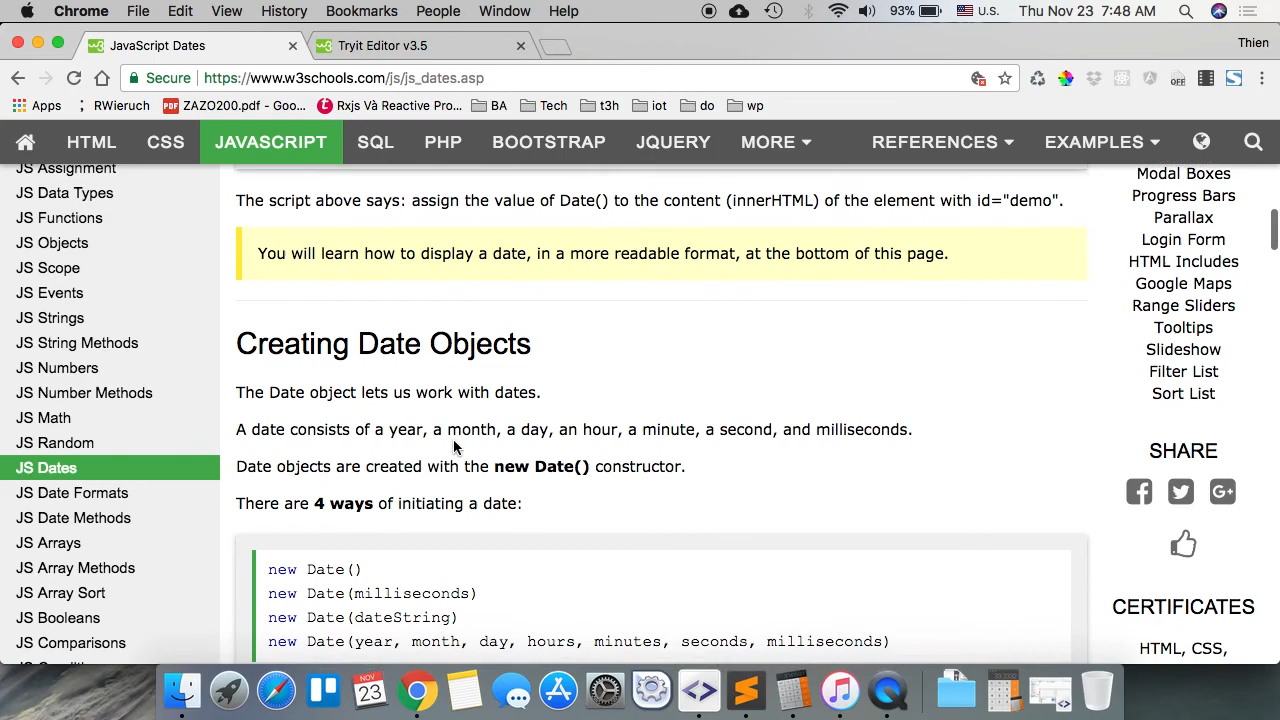 Chrome File Edit View History Bookmarks People Window Help 93% U.S. Thu Nov 23 7:48 AM
JavaScript Dates Tryit Editor v3.5 Thien
Secure https://www.w3schools.com/js/js_dates.asp OFF
Apps RWieruch PDF ZAZO200.pdf - Goo... t Rxjs Và Reactive Pro... BA Tech t3h iot do wp
HTML CSS JAVASCRIPT SQL PHP BOOTSTRAP JQUERY MORE REFERENCES EXAMPLES
JS Assignment
JS Data Types
JS Functions
JS Objects
JS Scope
JS Events
JS Strings
JS String Methods
JS Numbers
JS Number Methods
JS Math
JS Random
JS Dates
JS Date Formats
JS Date Methods
JS Arrays
JS Array Methods
JS Array Sort
JS Booleans
JS Comparisons
The script above says: assign the value of Date() to the content (innerHTML) of the element with id="demo".
You will learn how to display a date, in a more readable format, at the bottom of this page.
Creating Date Objects
The Date object lets us work with dates.
A date consists of a year, a month, a day, an hour, a minute, a second, and milliseconds.
Date objects are created with the new Date() constructor.
There are 4 ways of initiating a date:
new Date()
new Date(milliseconds)
new Date(dateString)
new Date(year, month, day, hours, minutes, seconds, milliseconds)
Modal Boxes
Progress Bars
Parallax
Login Form
HTML Includes
Google Maps
Range Sliders
Tooltips
Slideshow
Filter List
Sort List
SHARE
CERTIFICATES
HTML, CSS,
NOV
23